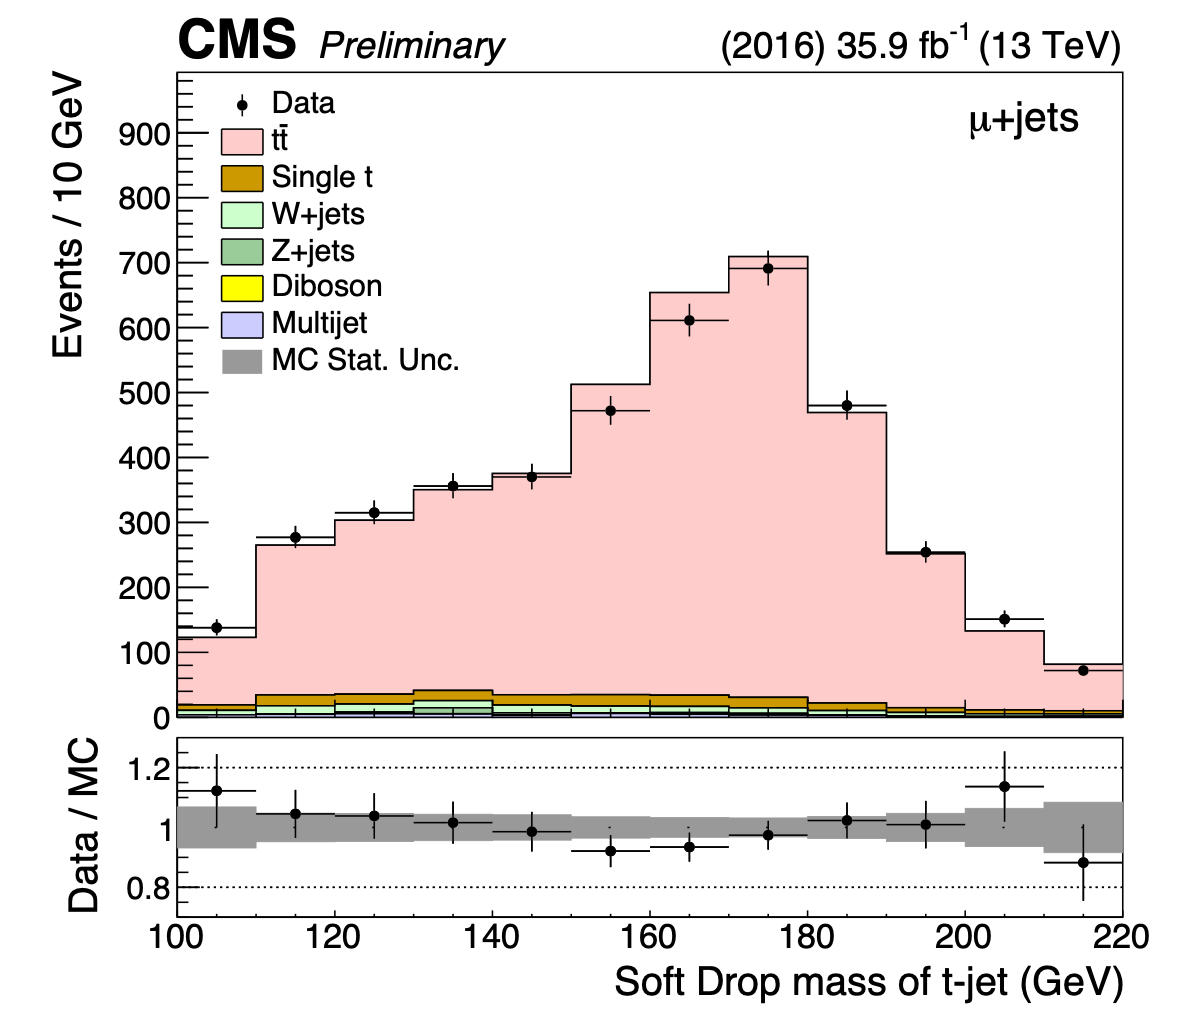 CMS Preliminary (2016) 35.9 fb⁻¹ (13 TeV)
Events / 10 GeV
900
800
700
600
500
400
300
200
100
0
Data
tt̄
Single t
W+jets
Z+jets
Diboson
Multijet
MC Stat. Unc.
μ+jets
Data / MC
1.2
1
0.8
100 120 140 160 180 200 220
Soft Drop mass of t-jet (GeV)